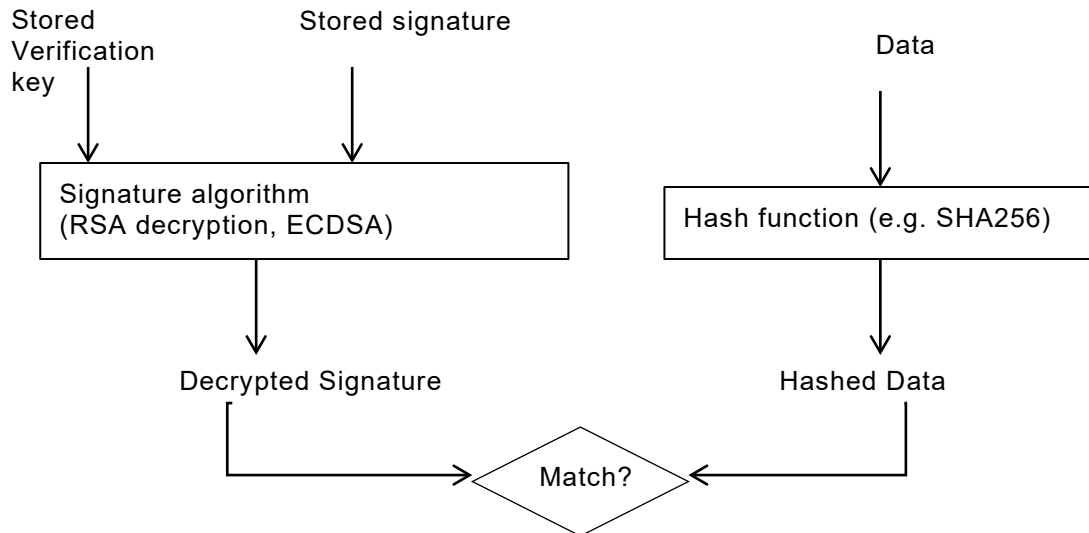 Stored
Verification
key
Stored signature
Data
Signature algorithm
(RSA decryption, ECDSA)
Hash function (e.g. SHA256)
Decrypted Signature
Hashed Data
Match?